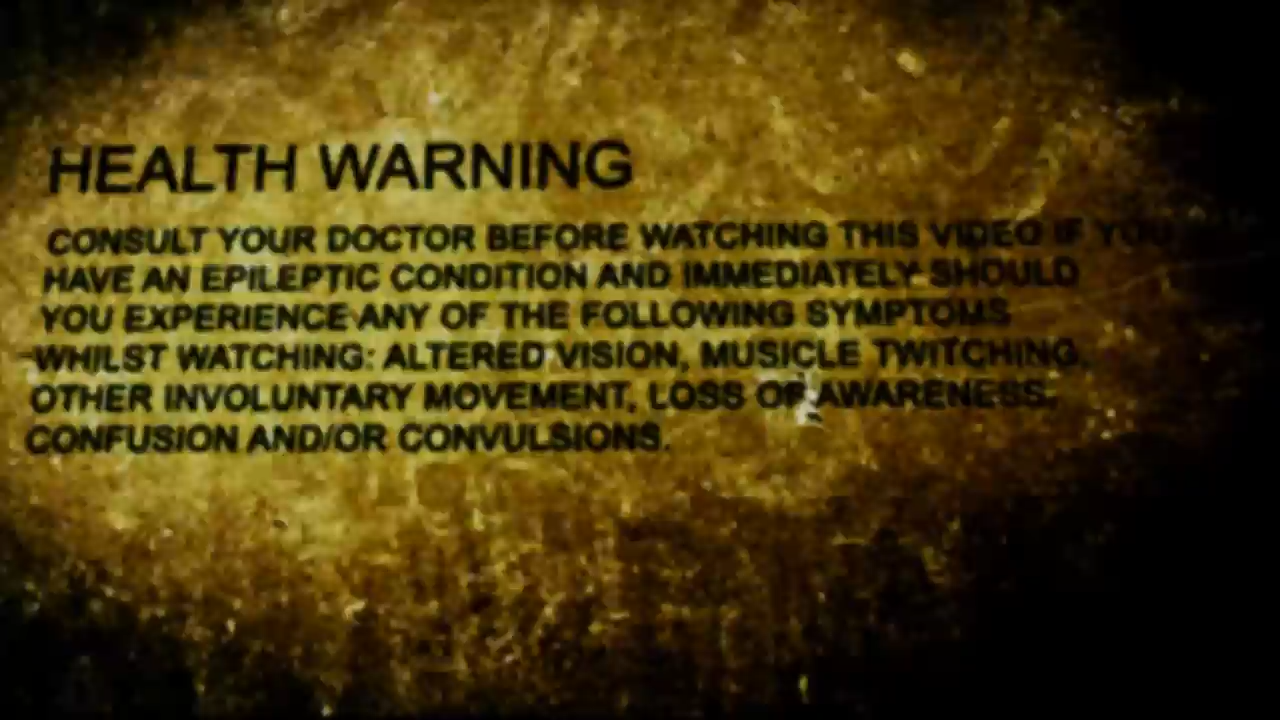 HEALTH WARNING
CONSULT YOUR DOCTOR BEFORE WATCHING THIS VIDEO IF YOU
HAVE AN EPILEPTIC CONDITION AND IMMEDIATELY SHOULD
YOU EXPERIENCE ANY OF THE FOLLOWING SYMPTOMS
WHILST WATCHING: ALTERED VISION, MUSICLE TWITCHING,
OTHER INVOLUNTARY MOVEMENT, LOSS OF AWARENESS,
CONFUSION AND/OR CONVULSIONS.